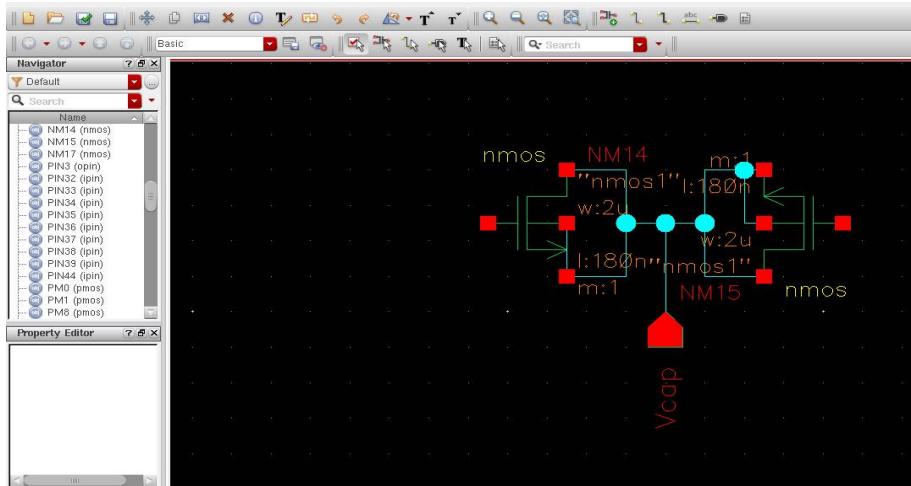 Basic
Search
Navigator
Default
Search
Name
NM14 (nmos)
NM15 (nmos)
NM17 (nmos)
PIN3 (opin)
PIN32 (ipin)
PIN33 (ipin)
PIN34 (ipin)
PIN35 (ipin)
PIN36 (ipin)
PIN37 (ipin)
PIN38 (ipin)
PIN39 (ipin)
PIN44 (ipin)
PM0 (pmos)
PM1 (pmos)
PM8 (pmos)
Property Editor
nmos
NM14
m:1
"nmos1"
l:180n
w:2u
w:2u
l:180n
"nmos1"
m:1
NM15
nmos
Vcap